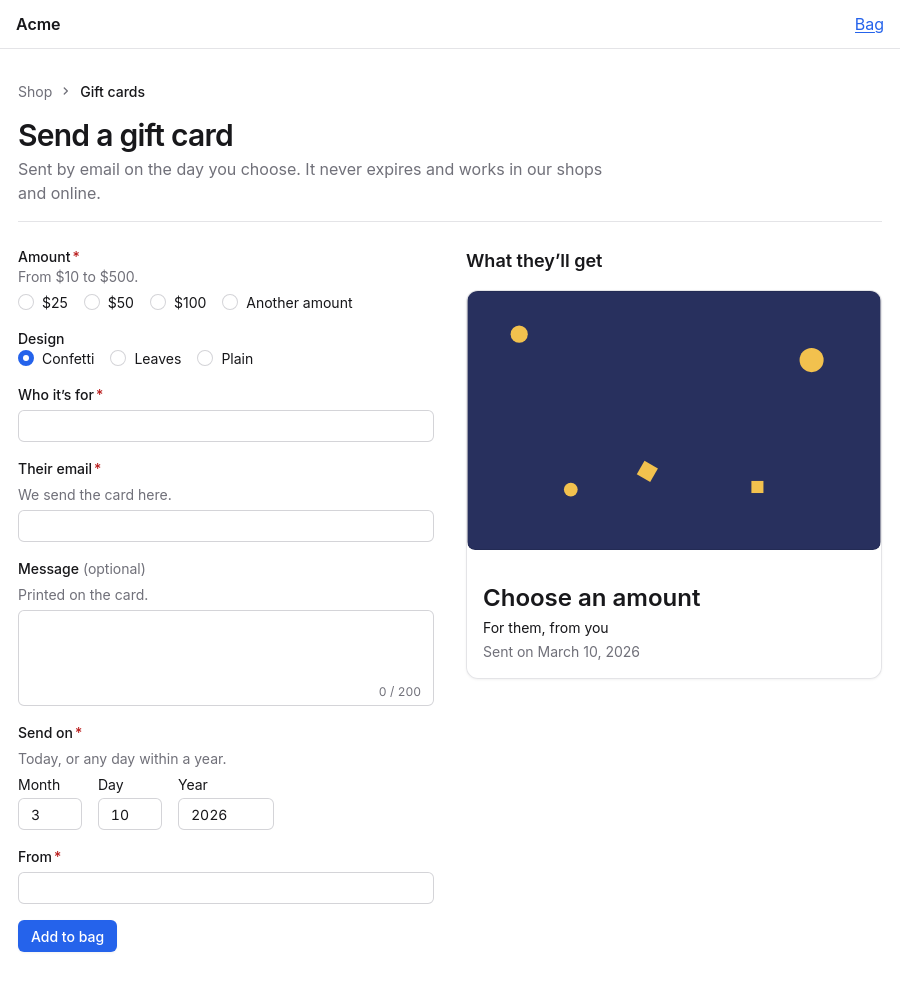 Acme
Bag
Shop
Gift cards
Send a gift card
Sent by email on the day you choose. It never expires and works in our shops
and online.
Amount*
From $10 to $500.
$25
$50
$100
Another amount
Design
Confetti
Leaves
Plain
Who it’s for*
Their email*
We send the card here.
Message (optional)
Printed on the card.
0 / 200
Send on*
Today, or any day within a year.
Month
Day
Year
3
10
2026
From*
Add to bag
What they’ll get
Choose an amount
For them, from you
Sent on March 10, 2026